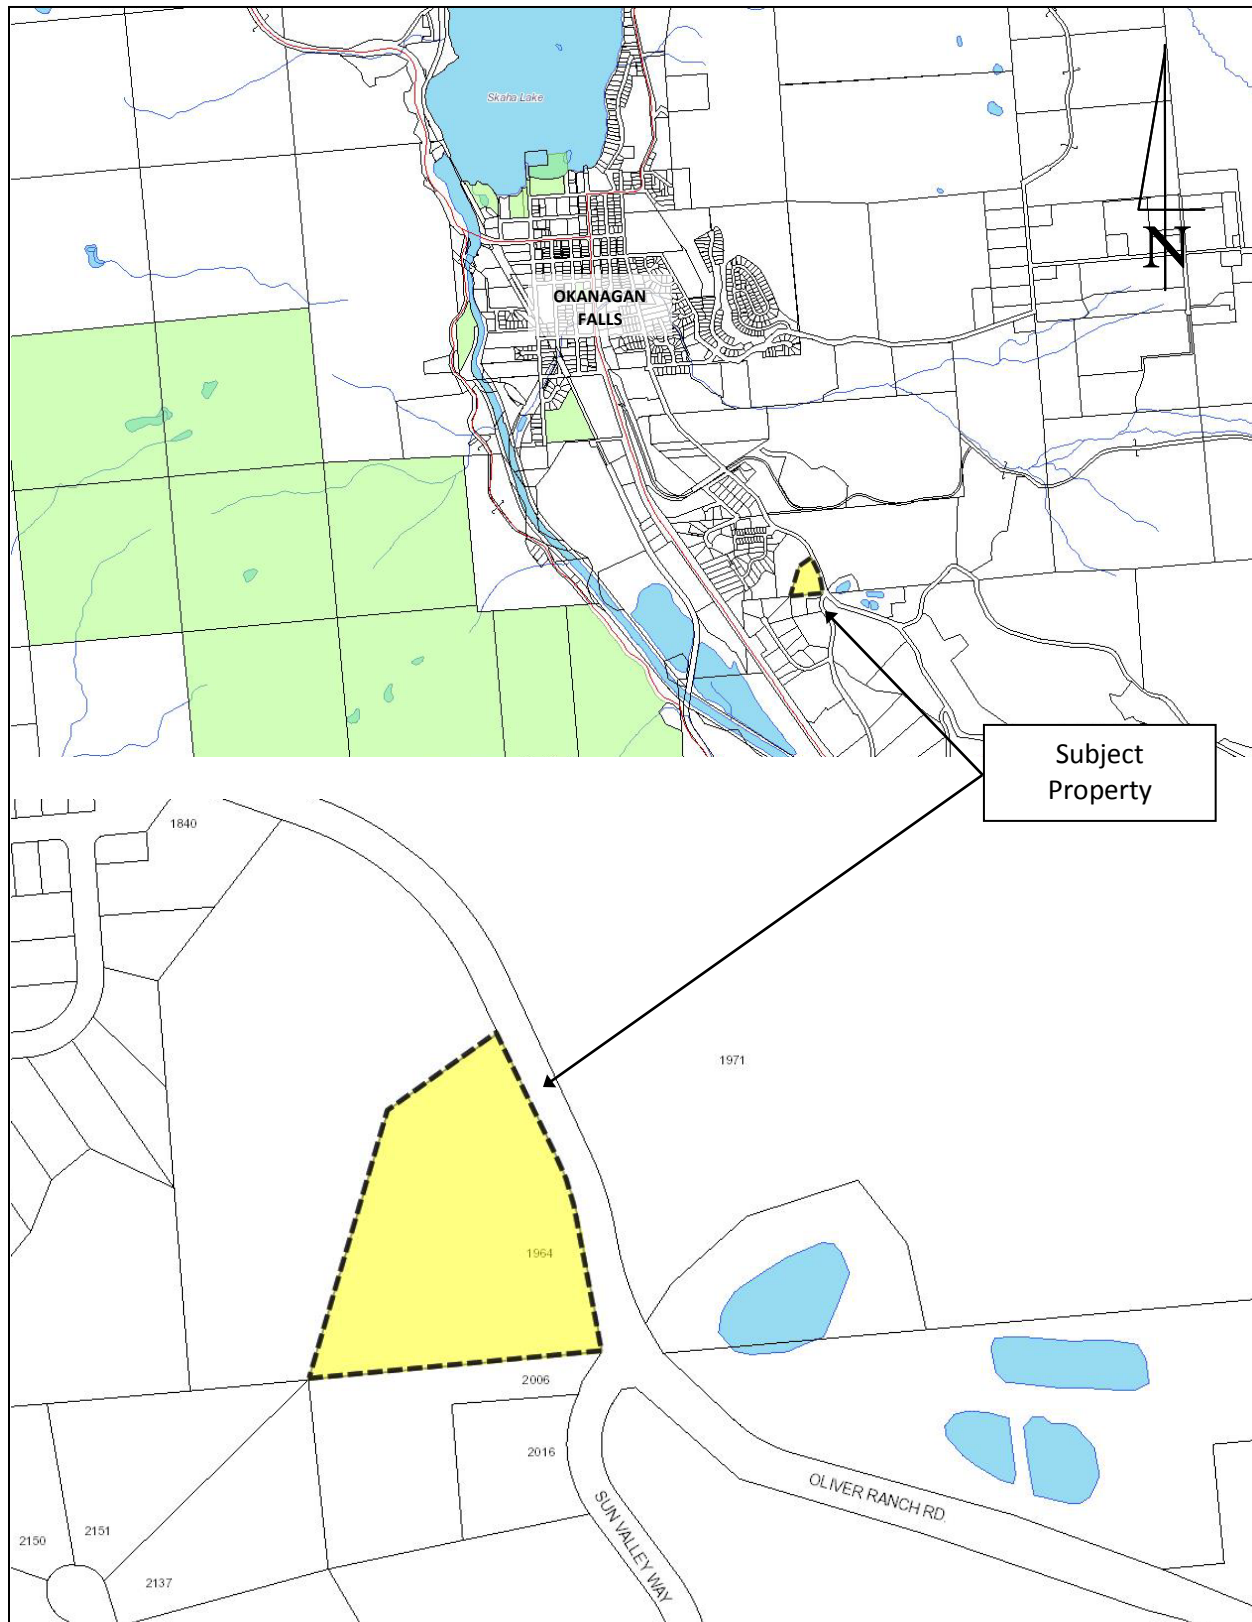 Skaha Lake
N
OKANAGAN
FALLS
Subject
Property
1840
1971
1964
2006
2016
OLIVER RANCH RD.
SUN VALLEY WAY
2151
2150
2137